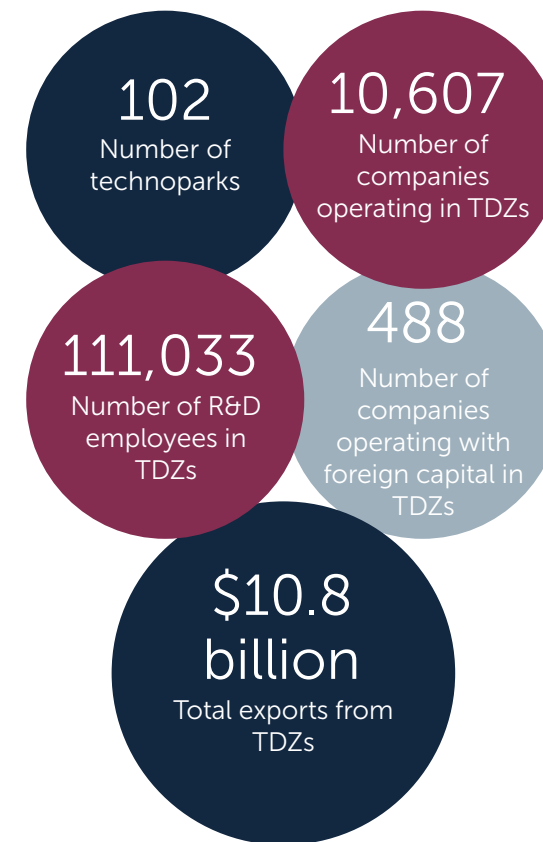 102
Number of
technoparks
10,607
Number of
companies
operating in TDZs
111,033
Number of R&D
employees in
TDZs
488
Number of
companies
operating with
foreign capital in
TDZs
$10.8
billion
Total exports from
TDZs